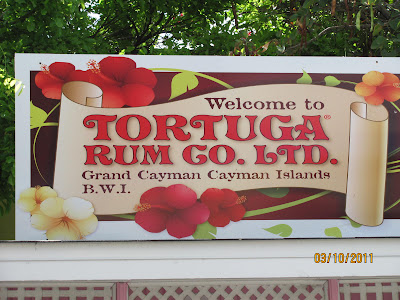 Welcome to
TORTUGA®
RUM CO. LTD.
Grand Cayman Cayman Islands
B.W.I.
03/10/2011